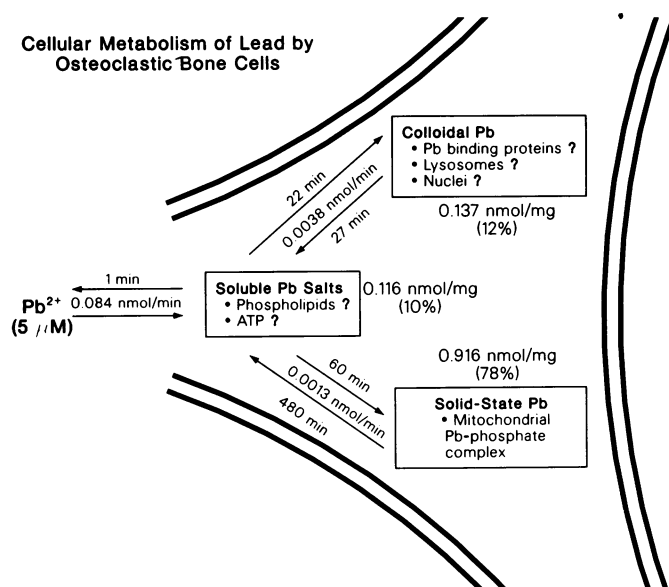 Cellular Metabolism of Lead by
Osteoclastic Bone Cells
Colloidal Pb
• Pb binding proteins ?
• Lysosomes ?
• Nuclei ?
0.137 nmol/mg
(12%)
22 min
0.0038 nmol/min
27 min
1 min
Pb²⁺ 0.084 nmol/min
(5 μM)
Soluble Pb Salts
• Phospholipids ?
• ATP ?
0.116 nmol/mg
(10%)
60 min
0.0013 nmol/min
480 min
0.916 nmol/mg
(78%)
Solid-State Pb
• Mitochondrial
Pb-phosphate
complex